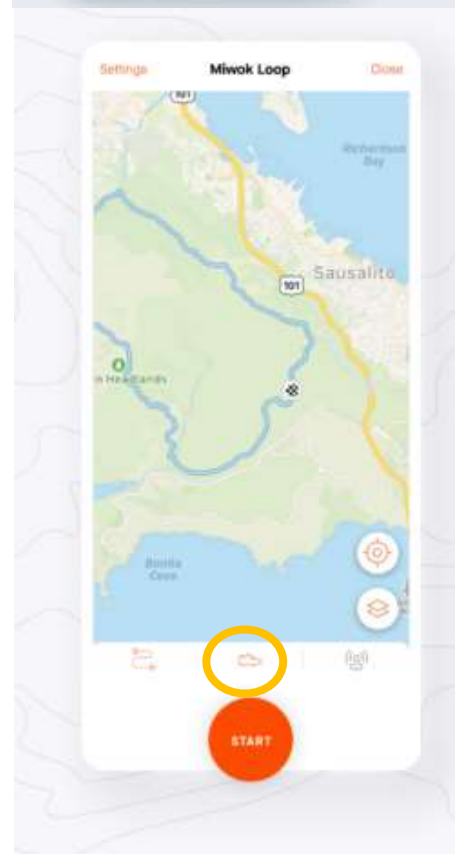 Settings Miwok Loop Close
101
Richardson
Bay
Sausalito
101
n Headlands
Bonita
Cove
START